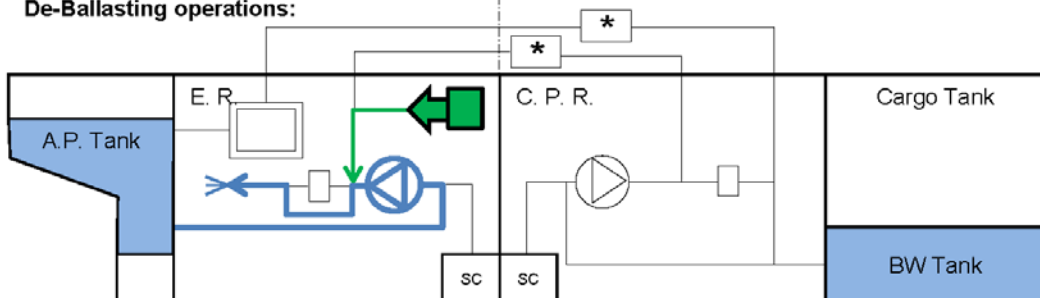 De-Ballasting operations:
*
*
E. R.
C. P. R.
Cargo Tank
A.P. Tank
BW Tank
SC
SC